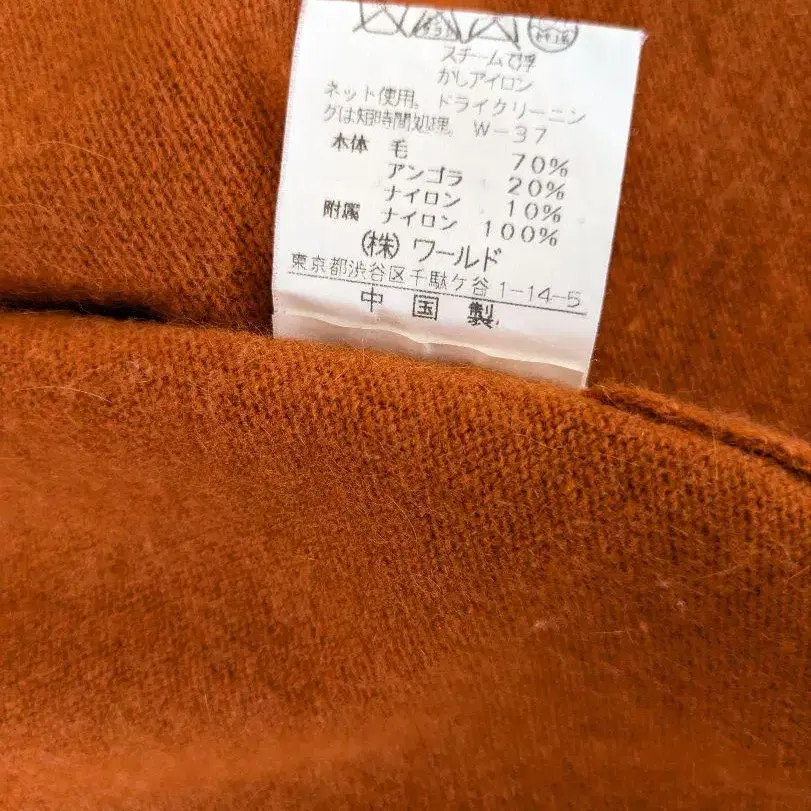 スチームで浮
かしアイロン
ネット使用。ドライクリーニン
グは短時間処理。 W-37
本体 毛 70%
アンゴラ 20%
ナイロン 10%
附属 ナイロン 100%
(株) ワールド
東京都渋谷区千駄ケ谷 1-14-5
中国製